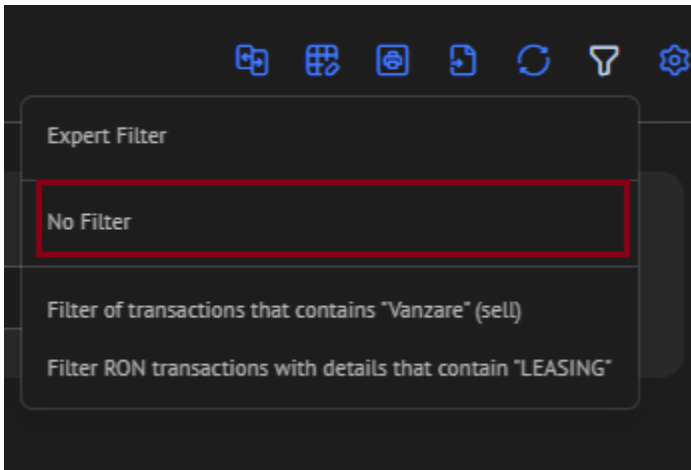 Expert Filter
No Filter
Filter of transactions that contains "Vanzare" (sell)
Filter RON transactions with details that contain "LEASING"